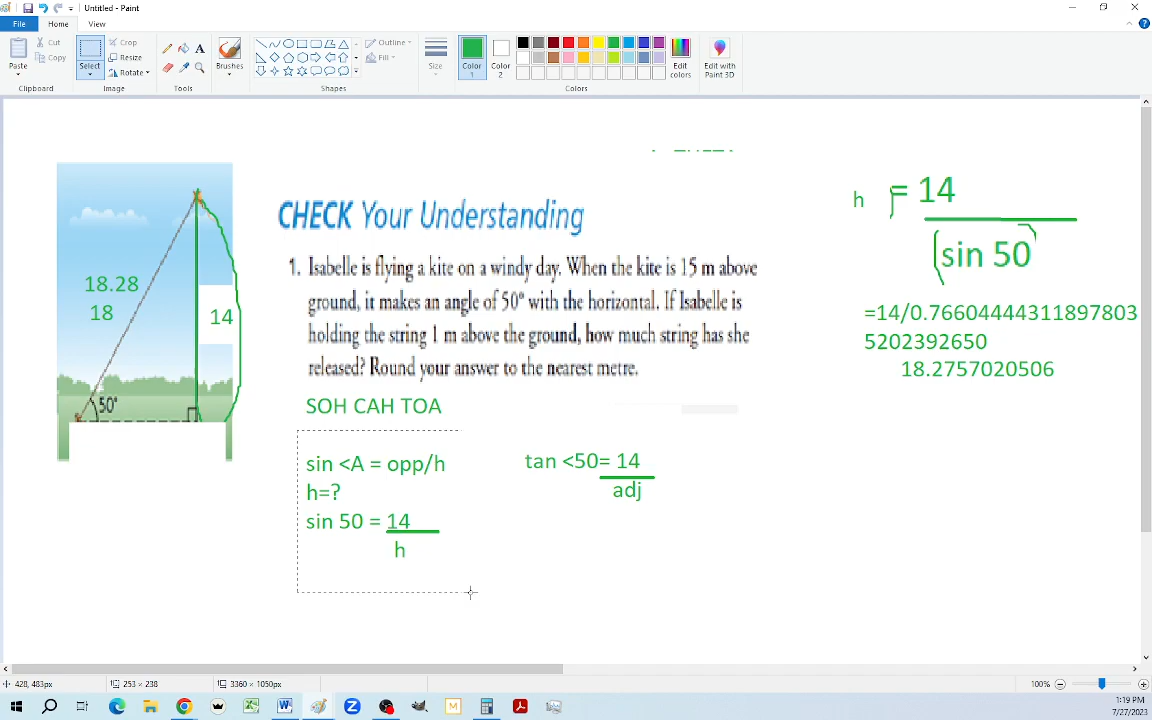 Untitled - Paint
File
Home
View
Paste
Cut
Copy
Clipboard
Select
Crop
Resize
Rotate
Image
A
Tools
Brushes
Outline
Fill
Shapes
Size
Color 1
Color 2
Colors
Edit colors
Edit with Paint 3D
18.28
18
14
50°
CHECK Your Understanding
1. Isabelle is flying a kite on a windy day. When the kite is 15 m above
ground, it makes an angle of 50° with the horizontal. If Isabelle is
holding the string 1 m above the ground, how much string has she
released? Round your answer to the nearest metre.
SOH CAH TOA
sin <A = opp/h
h=?
sin 50 = 14
h
tan <50= 14
adj
h = 14
(sin 50)
=14/0.76604444311897803
5202392650
18.2757020506
428, 483px
253 × 238
3360 × 1050px
100%
1:19 PM
7/27/2023